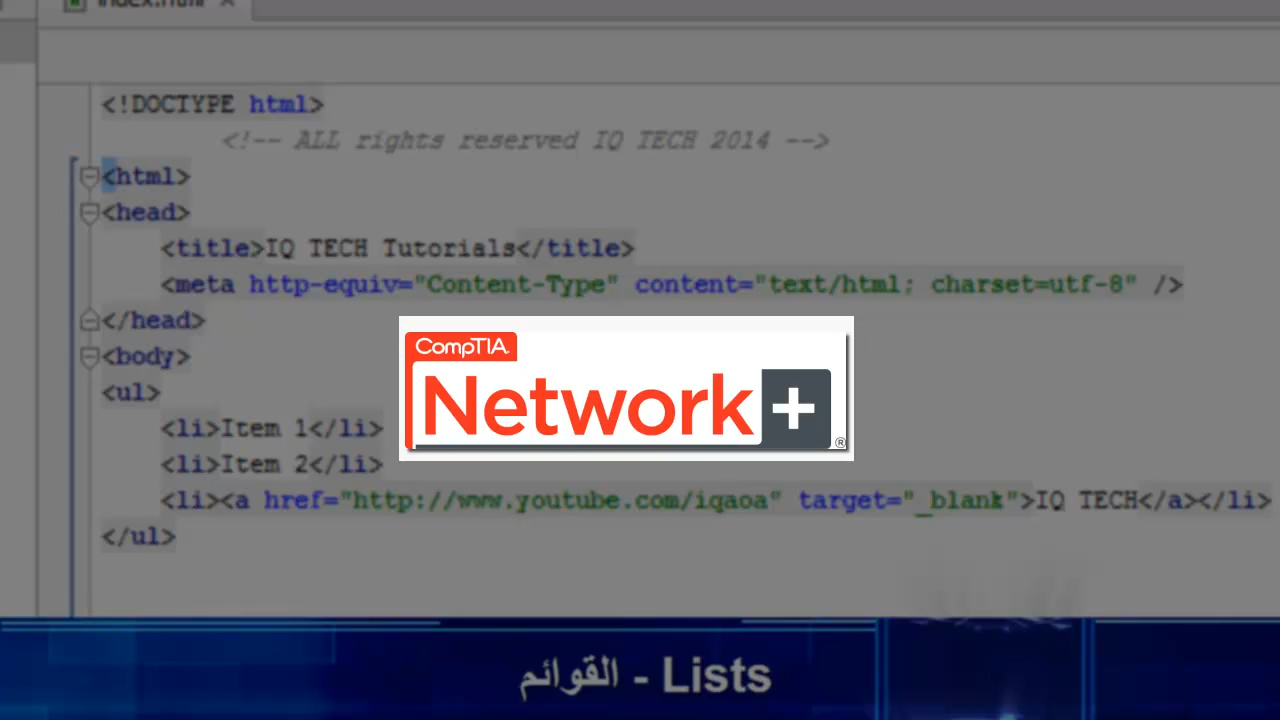 index.html
<!DOCTYPE html>
<!-- ALL rights reserved IQ TECH 2014 -->
<html>
<head>
<title>IQ TECH Tutorials</title>
<meta http-equiv="Content-Type" content="text/html; charset=utf-8" />
</head>
<body>
<ul>
<li>Item 1</li>
<li>Item 2</li>
<li><a href="http://www.youtube.com/iqaoa" target="_blank">IQ TECH</a></li>
</ul>
CompTIA
Network+ ®
القوائم - Lists